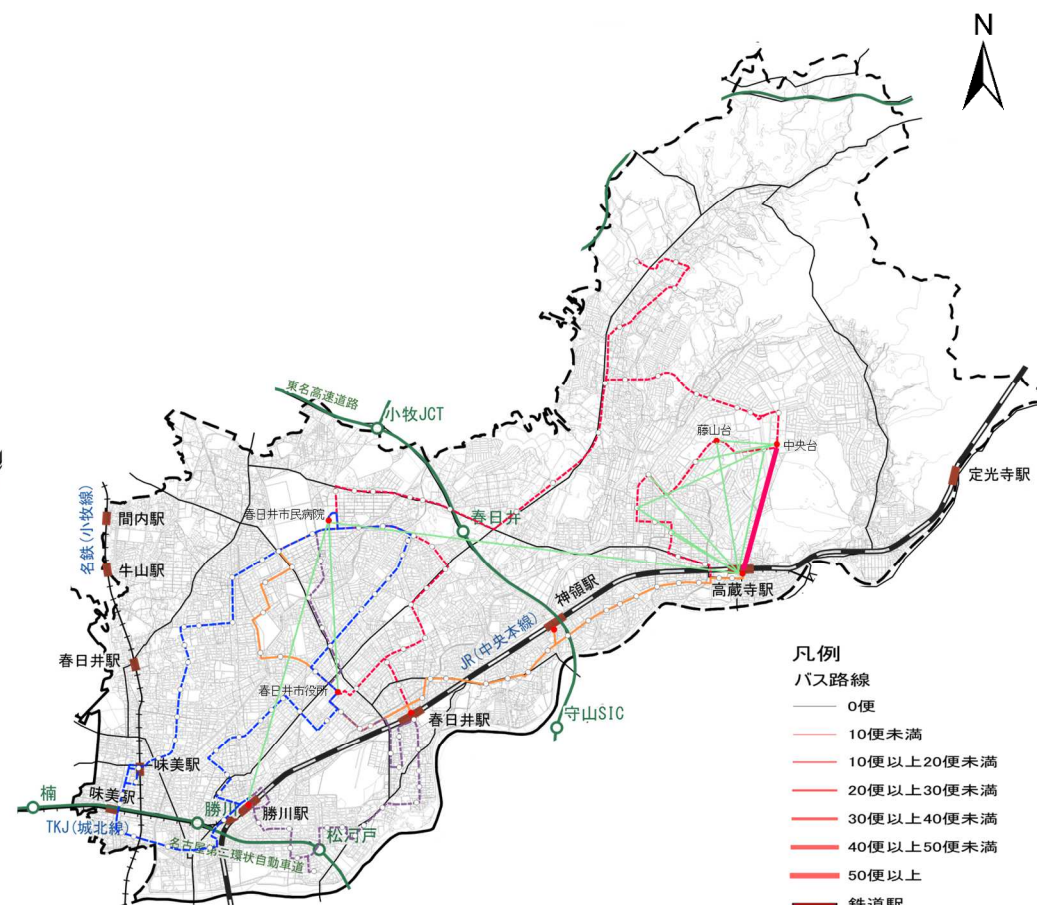 N
東名高速道路
小牧JCT
藤山台
中央台
定光寺駅
名鉄(小牧線)
間内駅
春日井市民病院
春日井
牛山駅
神領駅
高蔵寺駅
JR(中央本線)
春日井駅
春日井市役所
春日井駅
守山SIC
味美駅
楠
味美駅
勝川
勝川駅
TKJ(城北線)
松河戸
名古屋第二環状自動車道
凡例
バス路線
0便
10便未満
10便以上20便未満
20便以上30便未満
30便以上40便未満
40便以上50便未満
50便以上
鉄道駅